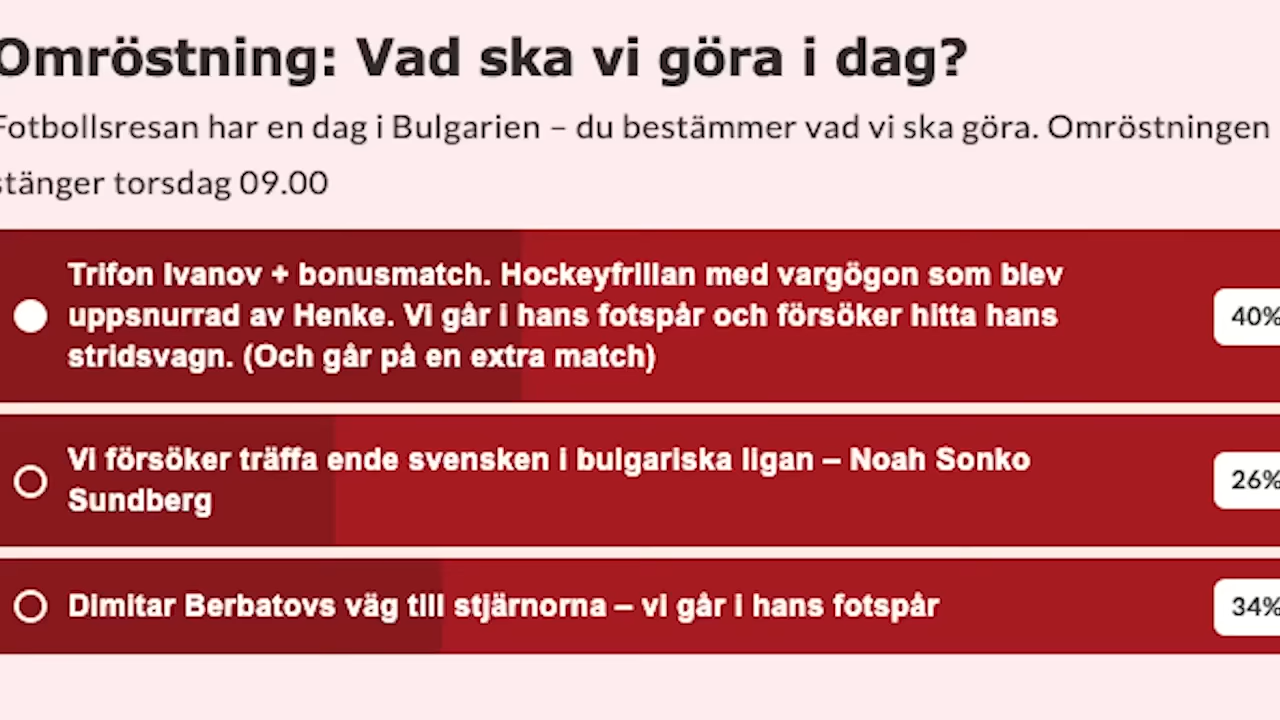 Omröstning: Vad ska vi göra i dag?
Fotbollsresan har en dag i Bulgarien – du bestämmer vad vi ska göra. Omröstningen
stänger torsdag 09.00
Trifon Ivanov + bonusmatch. Hockeyfrillan med vargögon som blev
uppsnurrad av Henke. Vi går i hans fotspår och försöker hitta hans
stridsvagn. (Och går på en extra match)
40%
Vi försöker träffa ende svensken i bulgariska ligan – Noah Sonko
Sundberg
26%
Dimitar Berbatovs väg till stjärnorna – vi går i hans fotspår
34%